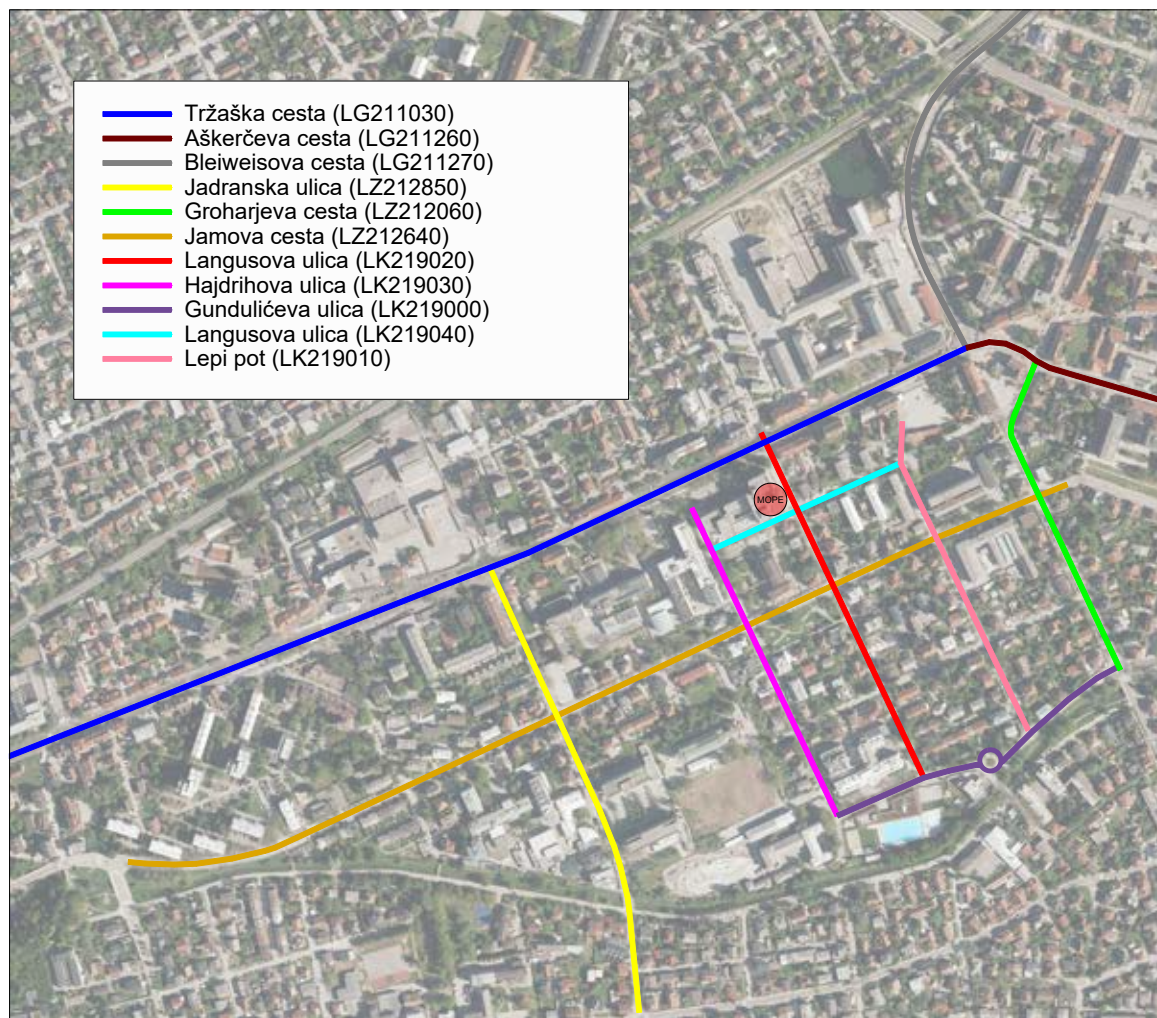 Tržaška cesta (LG211030)
Aškerčeva cesta (LG211260)
Bleiweisova cesta (LG211270)
Jadranska ulica (LZ212850)
Groharjeva cesta (LZ212060)
Jamova cesta (LZ212640)
Langusova ulica (LK219020)
Hajdrihova ulica (LK219030)
Gundulićeva ulica (LK219000)
Langusova ulica (LK219040)
Lepi pot (LK219010)
MOPE